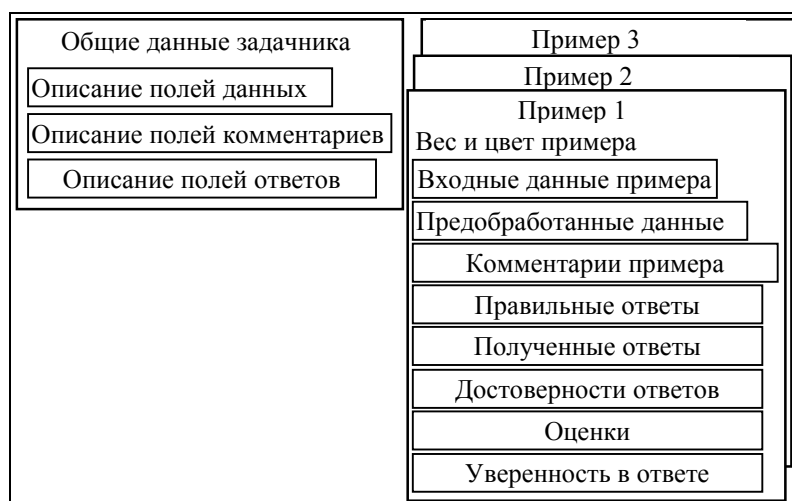 Общие данные задачника
Описание полей данных
Описание полей комментариев
Описание полей ответов
Пример 3
Пример 2
Пример 1
Вес и цвет примера
Входные данные примера
Предобработанные данные
Комментарии примера
Правильные ответы
Полученные ответы
Достоверности ответов
Оценки
Уверенность в ответе